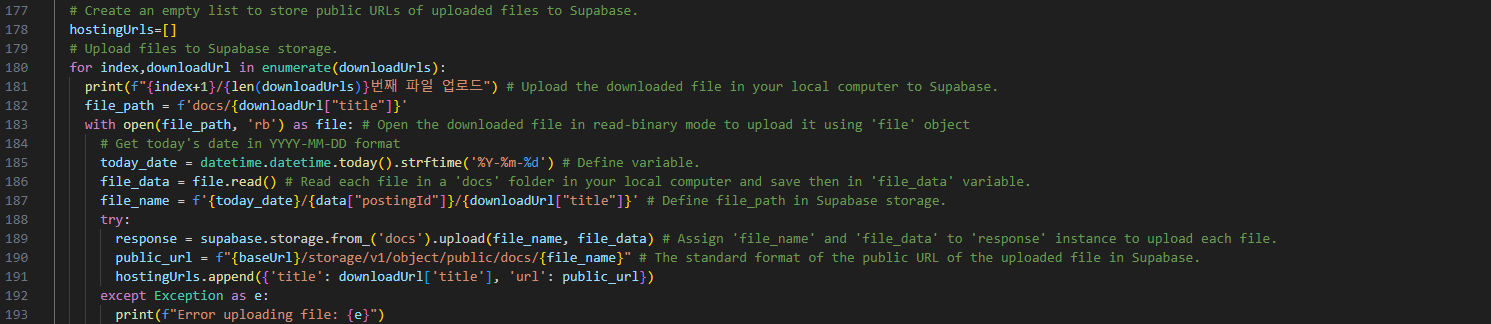 177 # Create an empty list to store public URLs of uploaded files to Supabase.
178 hostingUrls=[]
179 # Upload files to Supabase storage.
180 for index,downloadUrl in enumerate(downloadUrls):
181 print(f"{index+1}/{len(downloadUrls)}번째 파일 업로드") # Upload the downloaded file in your local computer to Supabase.
182 file_path = f'docs/{downloadUrl["title"]}'
183 with open(file_path, 'rb') as file: # Open the downloaded file in read-binary mode to upload it using 'file' object
184 # Get today's date in YYYY-MM-DD format
185 today_date = datetime.datetime.today().strftime('%Y-%m-%d') # Define variable.
186 file_data = file.read() # Read each file in a 'docs' folder in your local computer and save then in 'file_data' variable.
187 file_name = f'{today_date}/{data["postingId"]}/{downloadUrl["title"]}' # Define file_path in Supabase storage.
188 try:
189 response = supabase.storage.from_('docs').upload(file_name, file_data) # Assign 'file_name' and 'file_data' to 'response' instance to upload each file.
190 public_url = f"{baseUrl}/storage/v1/object/public/docs/{file_name}" # The standard format of the public URL of the uploaded file in Supabase.
191 hostingUrls.append({'title': downloadUrl['title'], 'url': public_url})
192 except Exception as e:
193 print(f"Error uploading file: {e}")